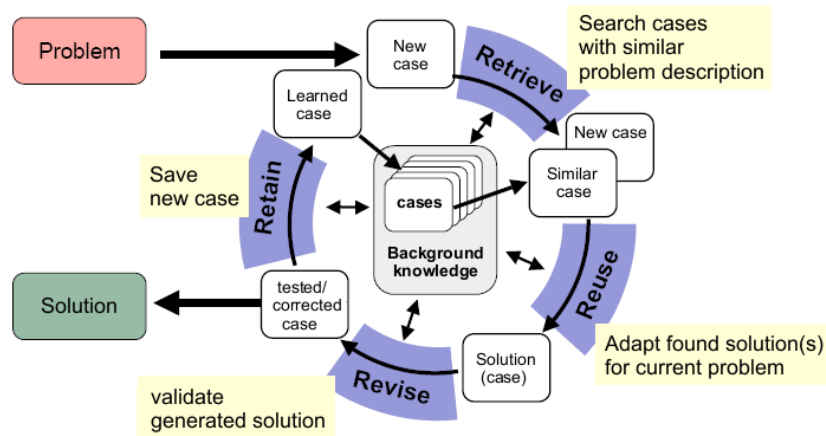 Problem
New
case
Retrieve
Search cases
with similar
problem description
Learned
case
New case
Similar
case
Save
new case
Retain
cases
Background
knowledge
Reuse
Solution
tested/
corrected
case
Adapt found solution(s)
for current problem
Solution
(case)
Revise
validate
generated solution